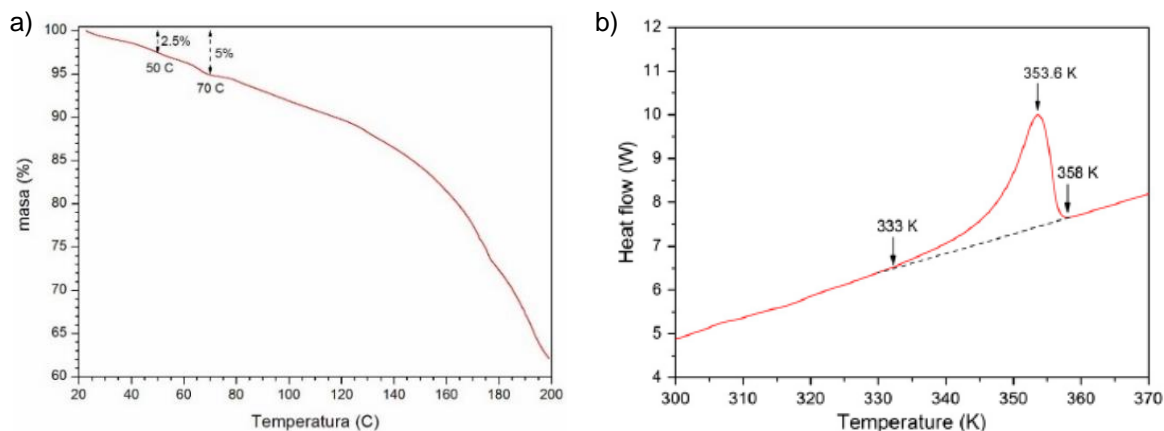 a)
100
95
90
85
80
75
70
65
60
masa (%)
2.5%
5%
50 C
70 C
20 40 60 80 100 120 140 160 180 200
Temperatura (C)
b)
12
11
10
9
8
7
6
5
4
Heat flow (W)
353.6 K
358 K
333 K
300 310 320 330 340 350 360 370
Temperature (K)